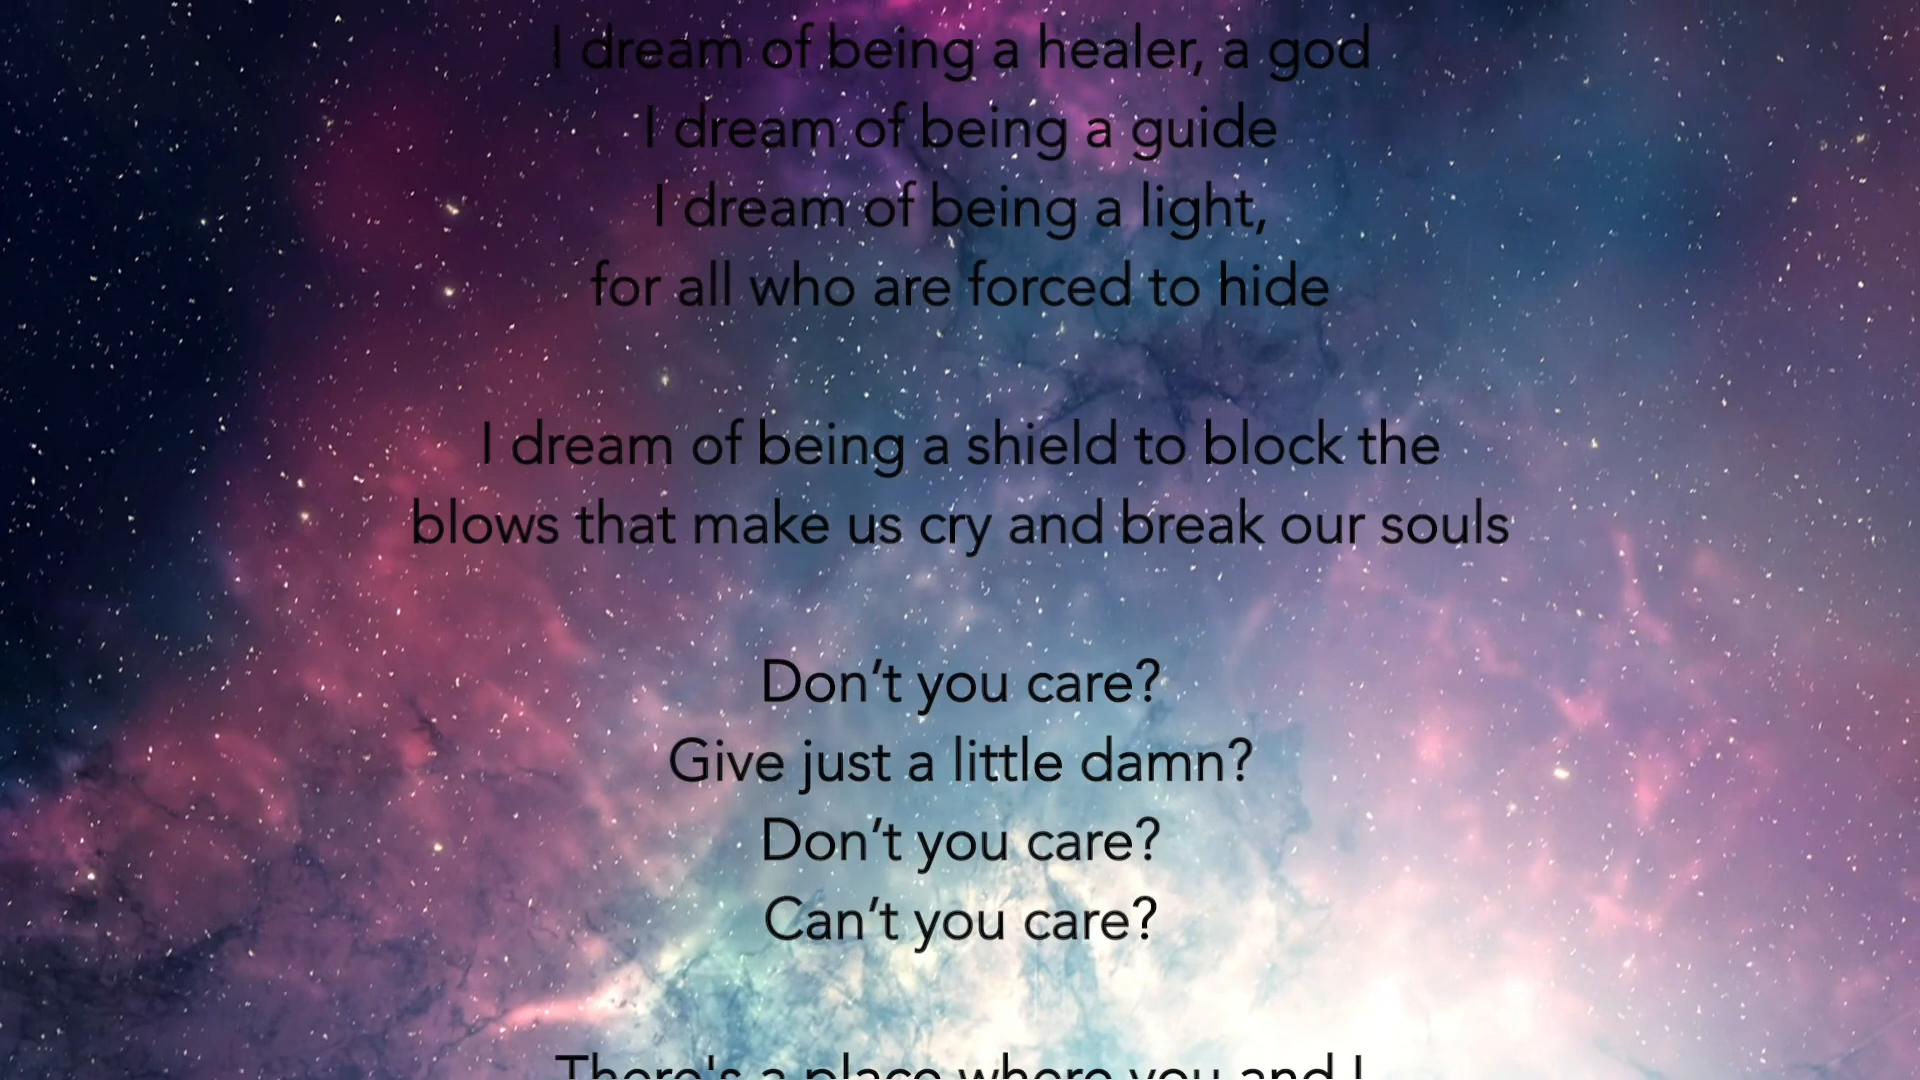 I dream of being a healer, a god
I dream of being a guide
I dream of being a light,
for all who are forced to hide
I dream of being a shield to block the
blows that make us cry and break our souls
Don’t you care?
Give just a little damn?
Don’t you care?
Can’t you care?
There's a place where you and I